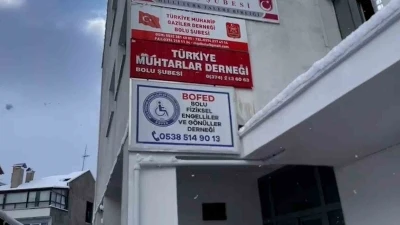 ŞUBESİ
TÜRKİYE MUHARİP
GAZİLER DERNEĞİ
BOLU ŞUBESİ
TÜRKİYE
MUHTARLAR DERNEĞİ
BOLU ŞUBESİ
BOFED
BOLU
FİZİKSEL
ENGELLİLER
VE GÖNÜLLER
DERNEĞİ
0538 514 90 13